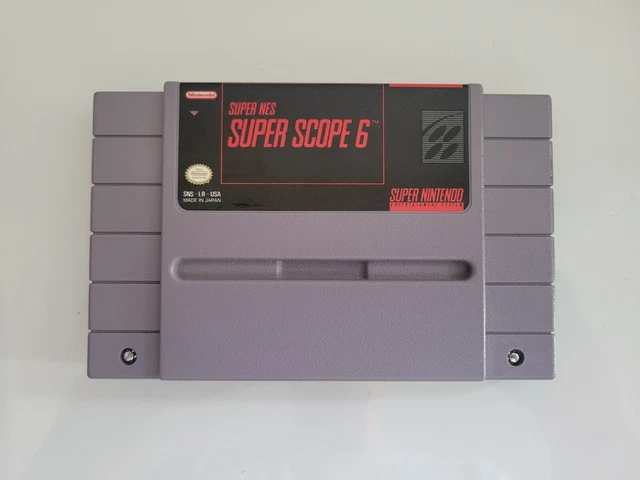 Nintendo
SUPER NES
SUPER SCOPE 6™
SNS-LR-USA
MADE IN JAPAN
SUPER NINTENDO